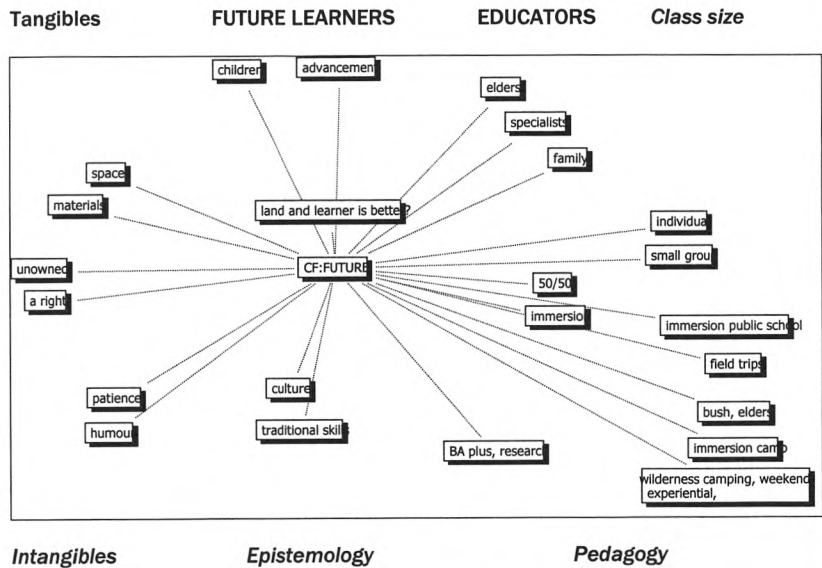 Tangibles FUTURE LEARNERS EDUCATORS Class size
children advancement
elders
specialists
family
space
materials
land and learner is better?
individua
small grou
unowned
CF:FUTURE
50/50
a right
immersio
immersion public school
field trips
patience
culture
bush, elders
humour
traditional skills
BA plus, research
immersion camp
wilderness camping, weekend
experiential,
Intangibles Epistemology Pedagogy